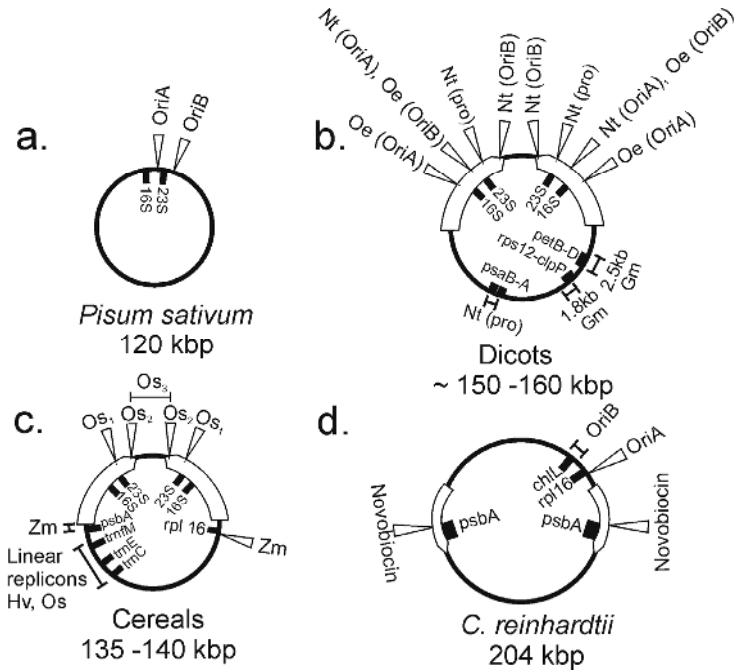 a.
OriA
OriB
16S
23S
Pisum sativum
120 kbp
b.
Oe (OriA)
Nt (OriA), Oe (OriB)
Nt (pro)
Nt (OriB)
Nt (OriB)
Nt (pro)
Nt (OriA), Oe (OriB)
Oe (OriA)
16S
23S
23S
16S
petB-D
rps12-clpP
psaB-A
2.5kb
Gm
1.8kb
Gm
Nt (pro)
Dicots
~ 150 -160 kbp
c.
Os3
Os1
Os2
Os2
Os1
16S
23S
23S
16S
rpl 16
Zm
psbA
trnfM
trnE
trnC
Zm
Linear
replicons
Hv, Os
Cereals
135 -140 kbp
d.
OriB
OriA
chlL
rpl16
psbA
psbA
Novobiocin
Novobiocin
C. reinhardtii
204 kbp